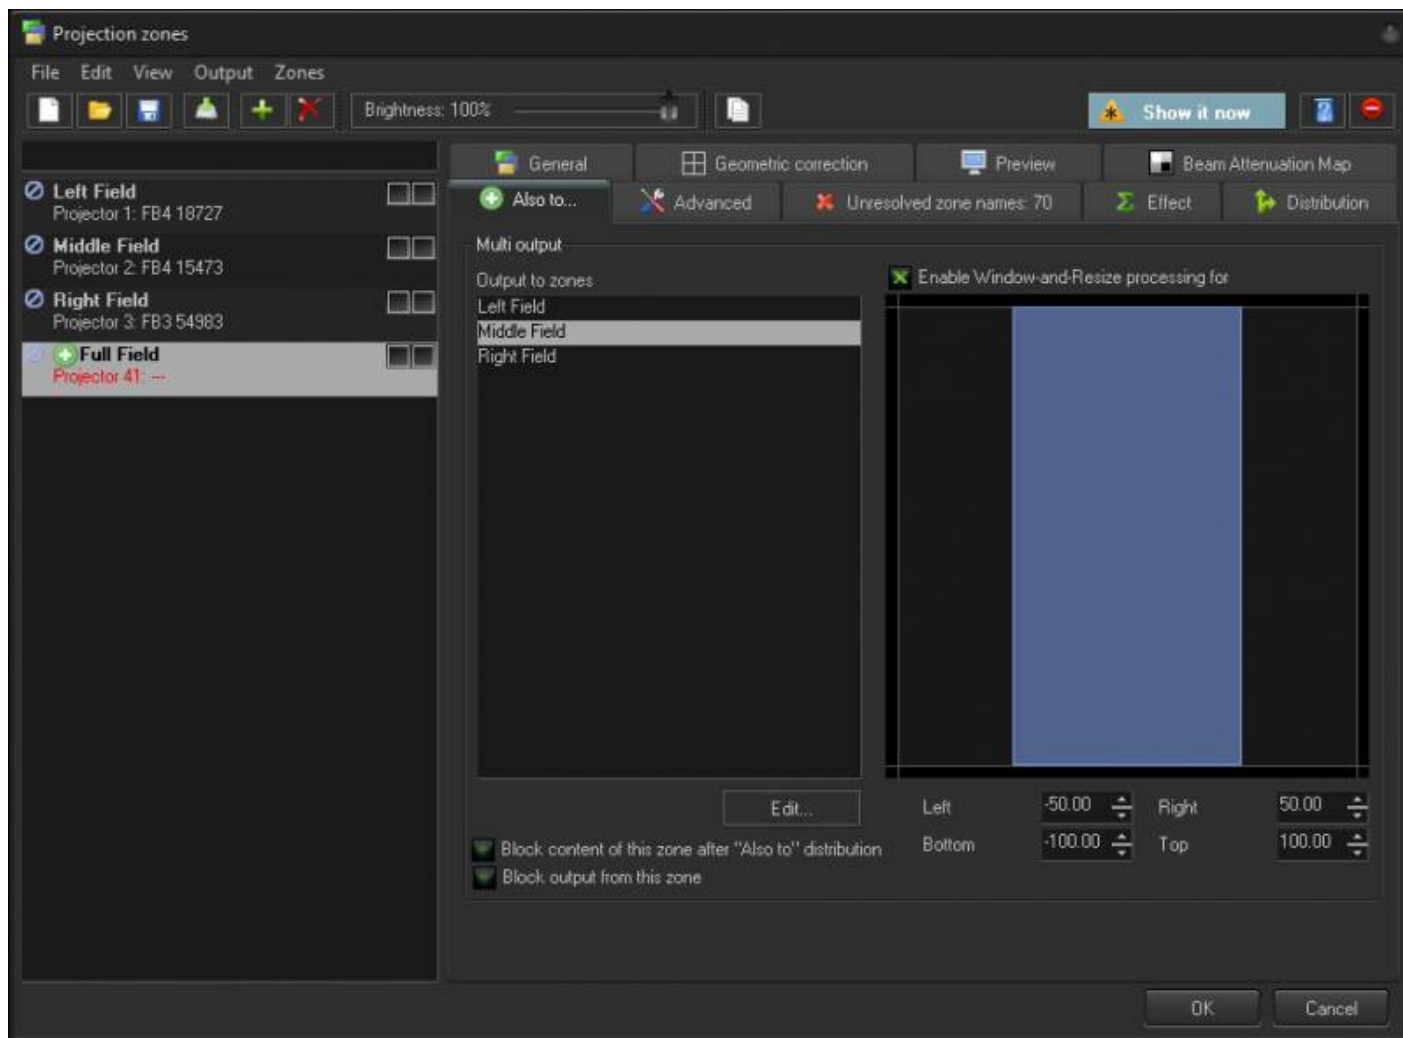 Projection zones
File Edit View Output Zones
Brightness: 100%
Show it now
General Geometric correction Preview Beam Attenuation Map
Also to... Advanced Unresolved zone names: 70 Effect Distribution
Left Field
Projector 1: FB4 18727
Middle Field
Projector 2: FB4 15473
Right Field
Projector 3: FB3 54983
Full Field
Projector 41: ---
Multi output
Output to zones
Left Field
Middle Field
Right Field
Edit...
Block content of this zone after "Also to" distribution
Block output from this zone
Enable Window-and-Resize processing for
Left -50.00 Right 50.00
Bottom -100.00 Top 100.00
OK Cancel